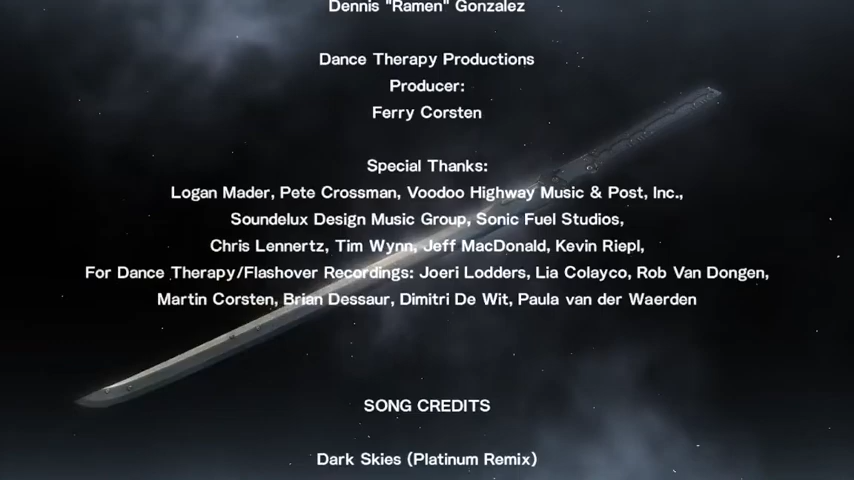 Dennis "Ramen" Gonzalez
Dance Therapy Productions
Producer:
Ferry Corsten
Special Thanks:
Logan Mader, Pete Crossman, Voodoo Highway Music & Post, Inc.,
Soundelux Design Music Group, Sonic Fuel Studios,
Chris Lennertz, Tim Wynn, Jeff MacDonald, Kevin Riepl,
For Dance Therapy/Flashover Recordings: Joeri Lodders, Lia Colayco, Rob Van Dongen,
Martin Corsten, Brian Dessaur, Dimitri De Wit, Paula van der Waerden
SONG CREDITS
Dark Skies (Platinum Remix)